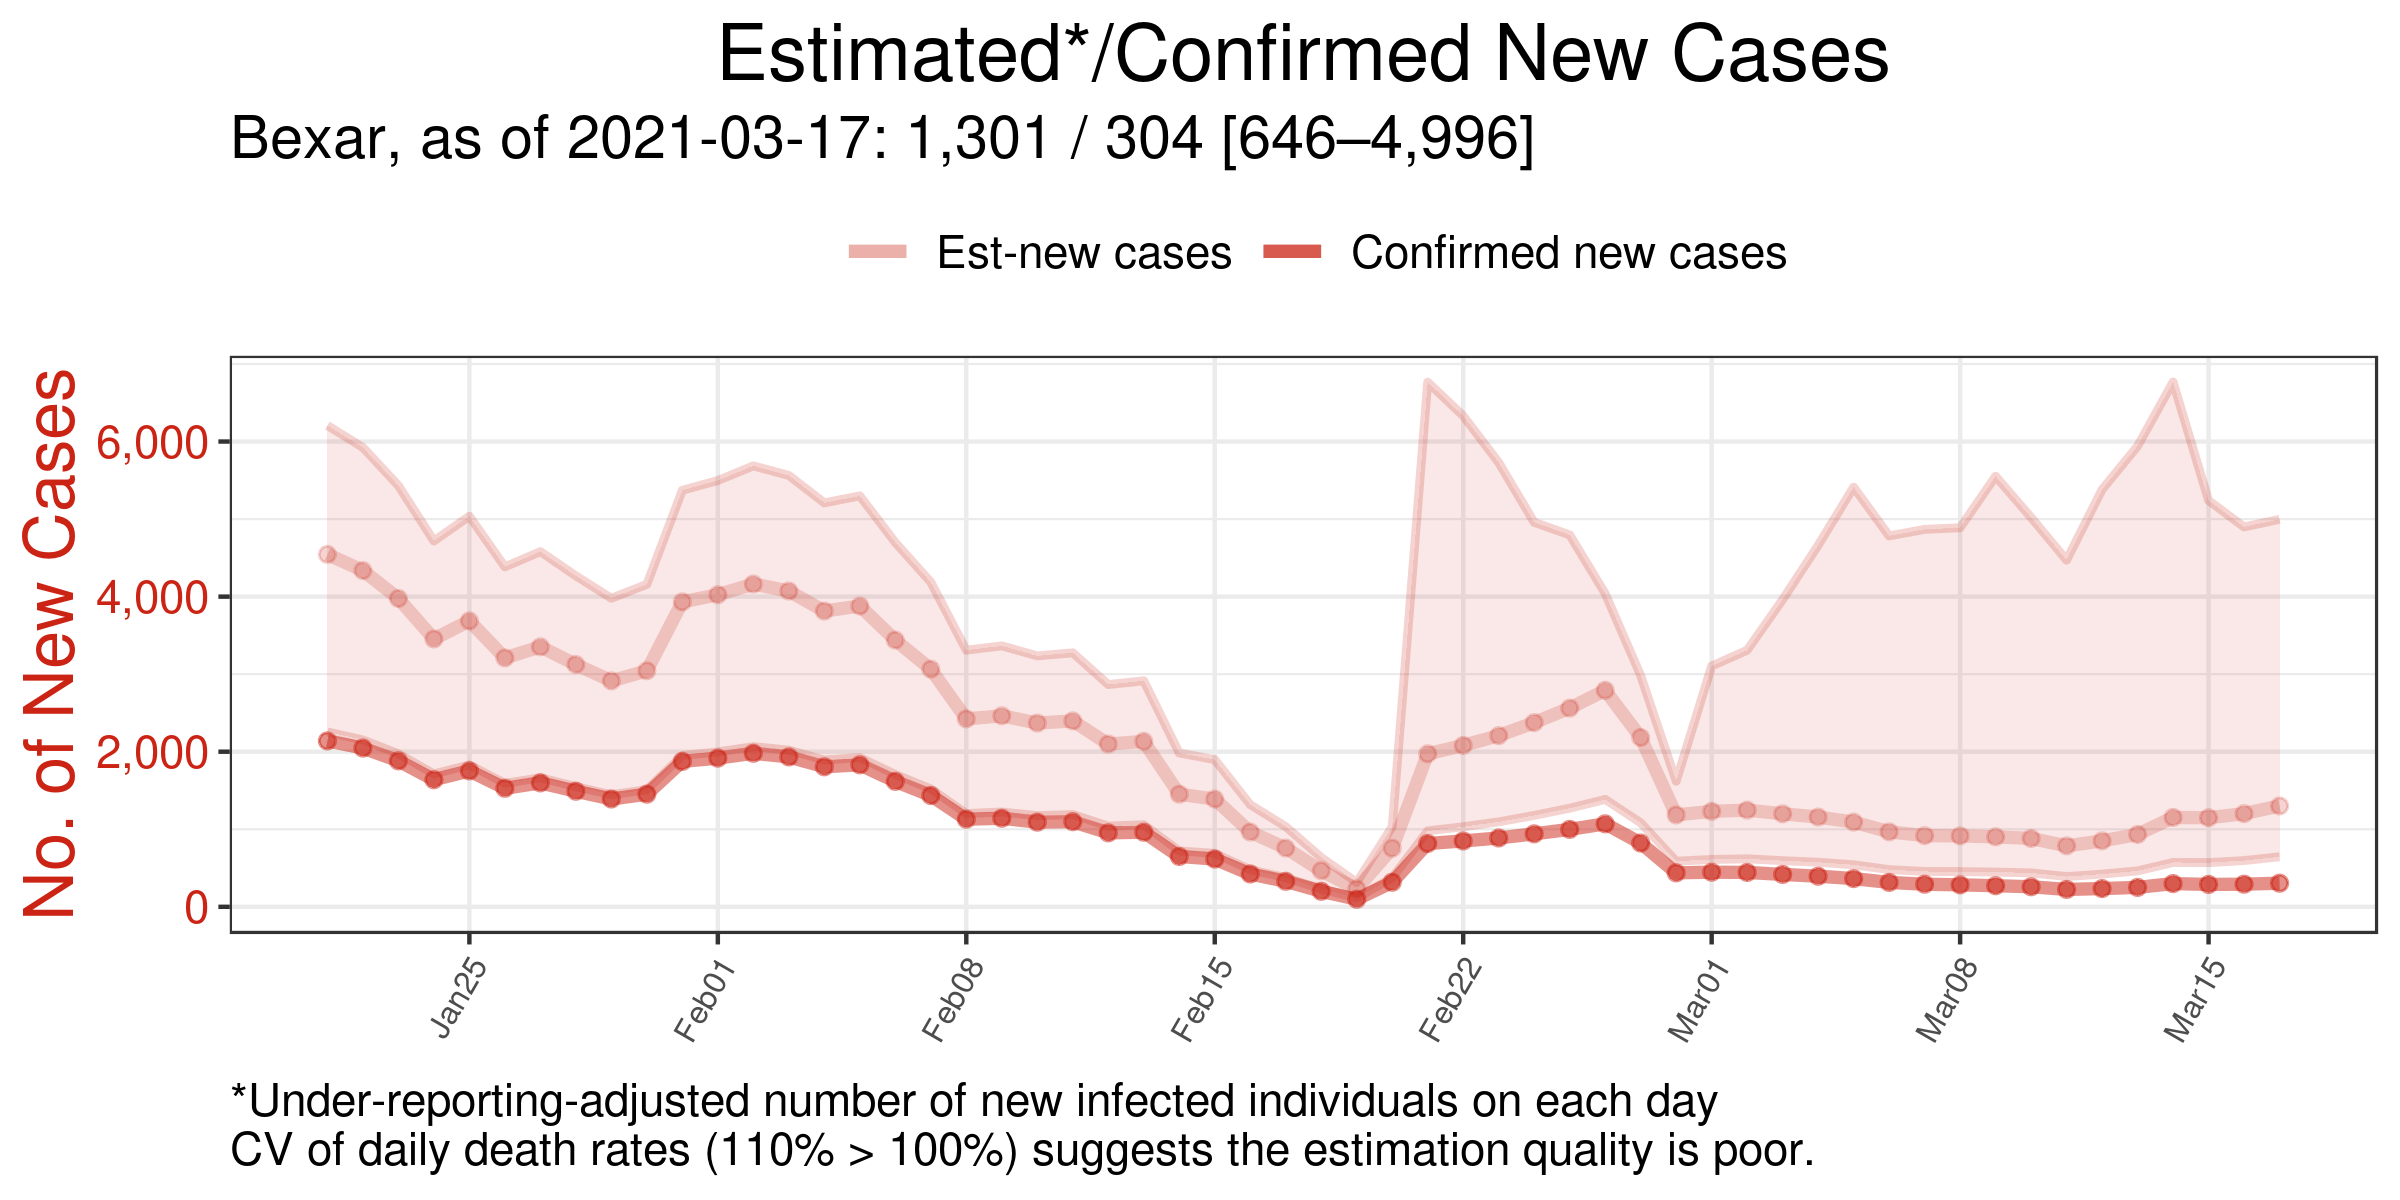 Estimated*/Confirmed New Cases
Bexar, as of 2021-03-17: 1,301 / 304 [646–4,996]
Est-new cases Confirmed new cases
No. of New Cases
6,000
4,000
2,000
0
Jan25 Feb01 Feb08 Feb15 Feb22 Mar01 Mar08 Mar15
*Under-reporting-adjusted number of new infected individuals on each day
CV of daily death rates (110% > 100%) suggests the estimation quality is poor.